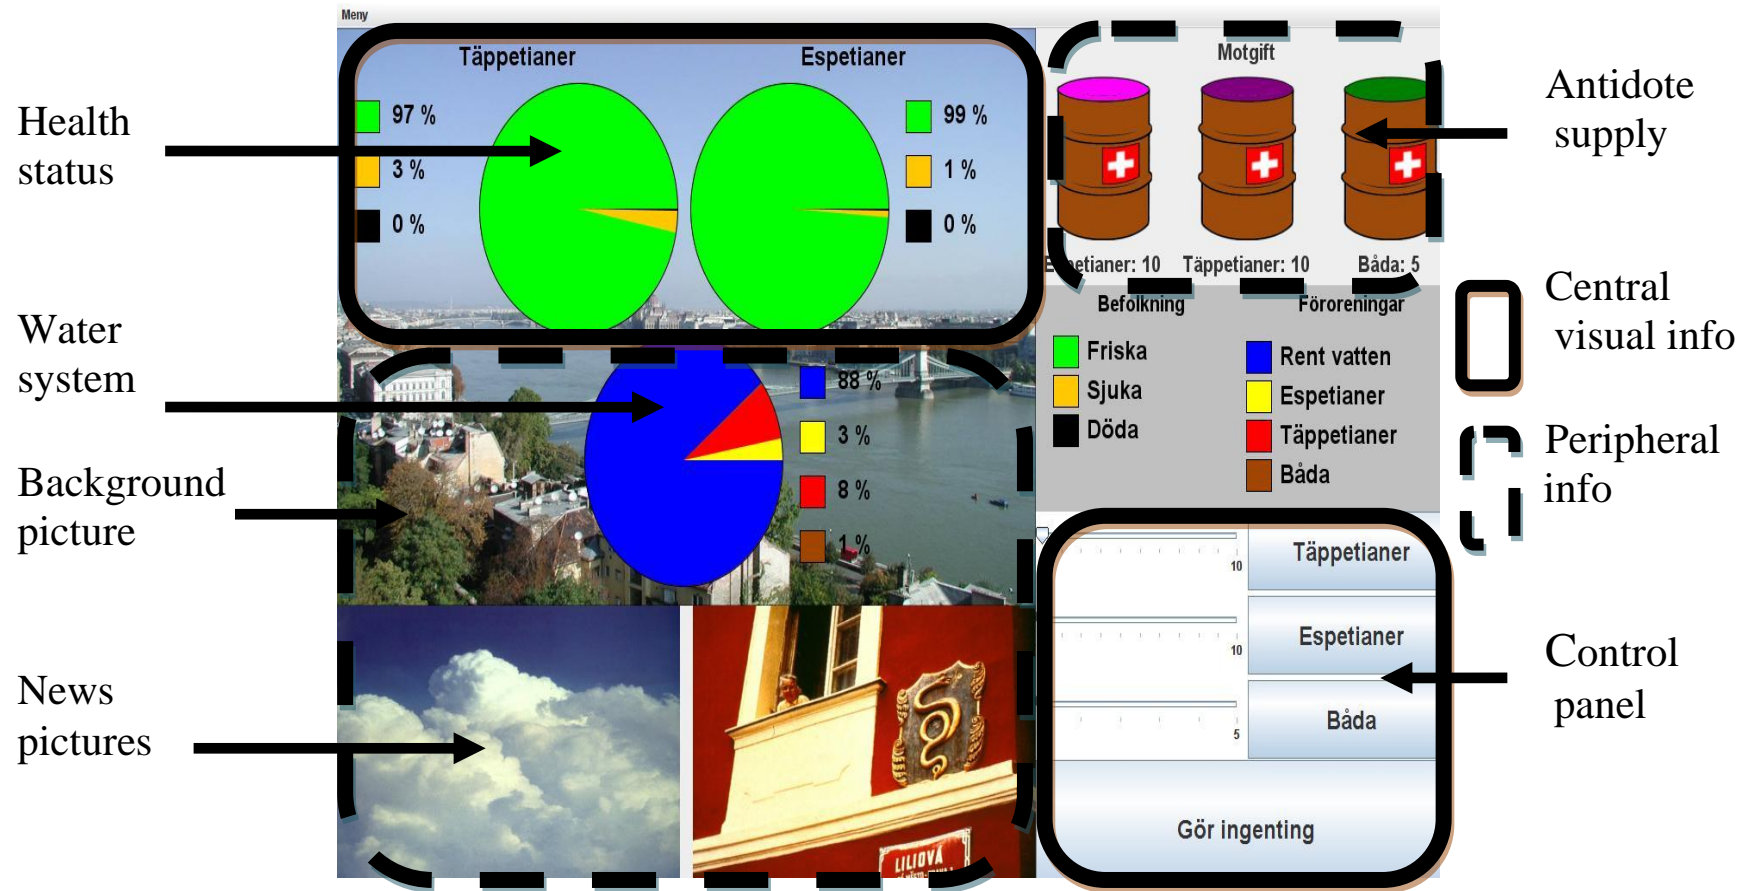 Meny
Täppetianer
Espetianer
97 %
3 %
0 %
99 %
1 %
0 %
Motgift
Espetianer: 10
Täppetianer: 10
Båda: 5
Befolkning
Friska
Sjuka
Döda
Föroreningar
Rent vatten
Espetianer
Täppetianer
Båda
88 %
3 %
8 %
1 %
10
Täppetianer
10
Espetianer
5
Båda
Gör ingenting
LILIOVÁ
Health
status
Water
system
Background
picture
News
pictures
Antidote
supply
Central
visual info
Peripheral
info
Control
panel